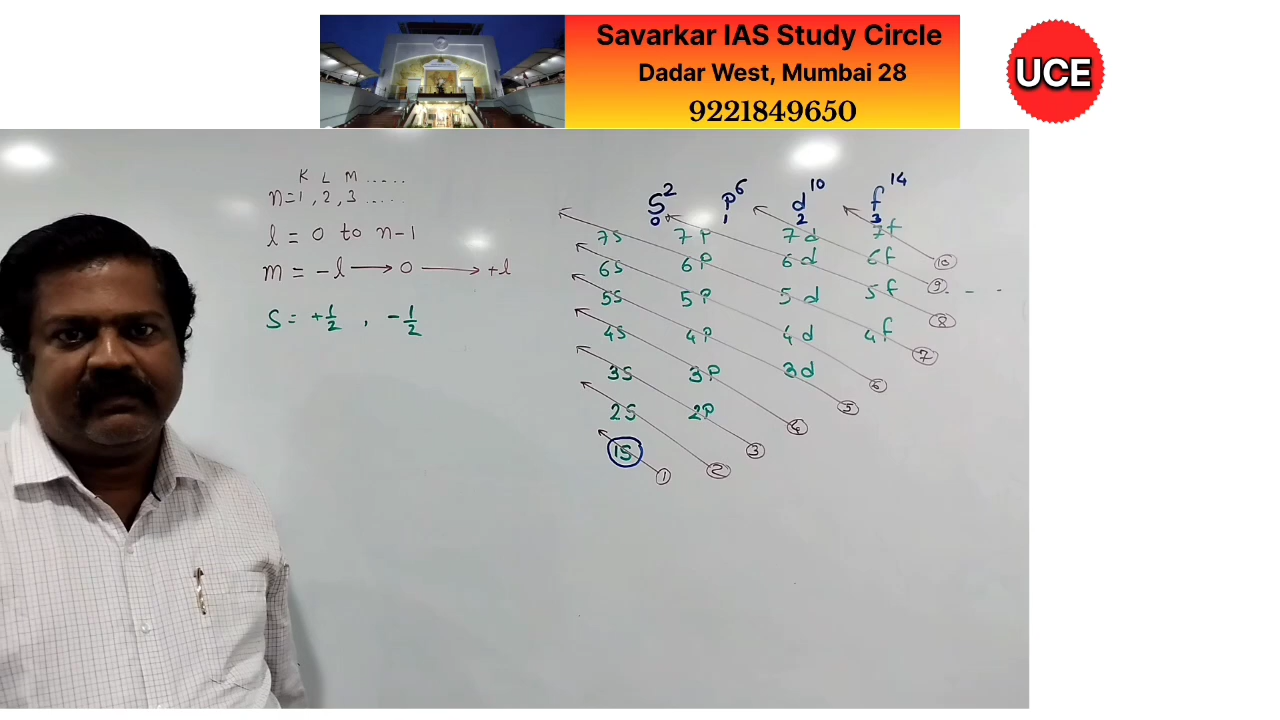 Savarkar IAS Study Circle
Dadar West, Mumbai 28
9221849650
UCE
K L M .....
n=1, 2, 3 .....
l = 0 to n-1
m = -l → 0 → +l
S = +1/2 , -1/2
S² p⁶ d¹⁰ f¹⁴
0 1 2 3
7S 7P 7d 7f
6S 6P 6d 6f
5S 5P 5d 5f
4S 4P 4d 4f
3S 3P 3d
2S 2P
1S
10
9 - - -
8
7
6
5
4
3
2
1